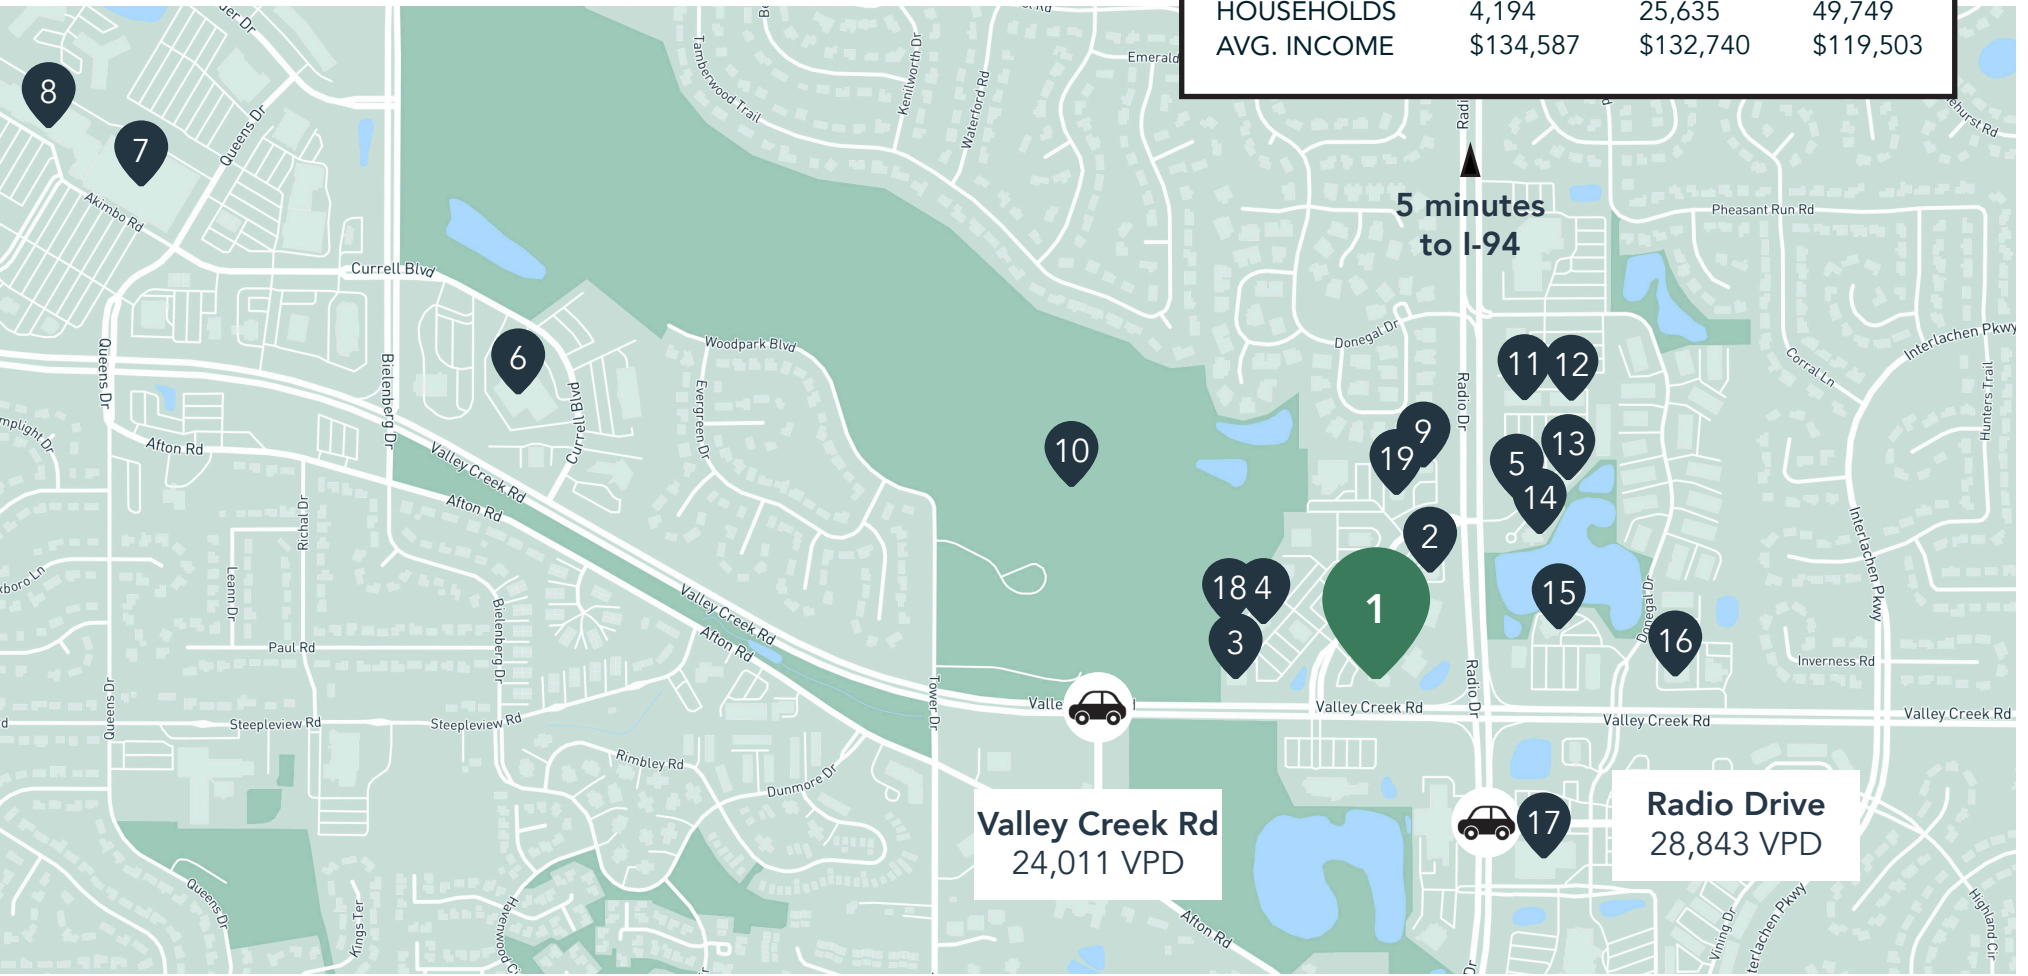 HOUSEHOLDS 4,194 25,635 49,749
AVG. INCOME $134,587 $132,740 $119,503
Tamberwood Trail
Kenilworth Dr
Waterford Rd
Emerald
8
7
Queens Dr
Akimbo Rd
5 minutes
to I-94
Pheasant Run Rd
Currell Blvd
Interlachen Pkwy
Donegal Dr
Woodpark Blvd
6
Queens Dr
Bielenberg Dr
Currell Blvd
Evergreen Dr
Radio Dr
11
12
Corral Ln
Hunters Trail
Afton Rd
Valley Creek Rd
10
9
19
5
13
14
Afton Rd
Richal Dr
2
Interlachen Pkwy
Leann Dr
Bielenberg Dr
Valley Creek Rd
Afton Rd
18
4
3
1
15
Donegal Dr
16
Paul Rd
Inverness Rd
Queens Dr
Steepleview Rd
Steepleview Rd
Tower Dr
Valle
Valley Creek Rd
Radio Dr
Valley Creek Rd
Valley Creek Rd
Rimbley Rd
Dunmore Dr
Valley Creek Rd
24,011 VPD
17
Radio Drive
28,843 VPD
Queens Dr
Kings Ter
Afton Rd
Vining Dr
Highland Cir